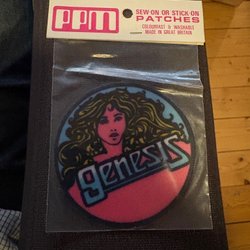 PPM
SEW-ON OR STICK-ON
PATCHES
COLOURFAST & WASHABLE
MADE IN GREAT BRITAIN
genesis